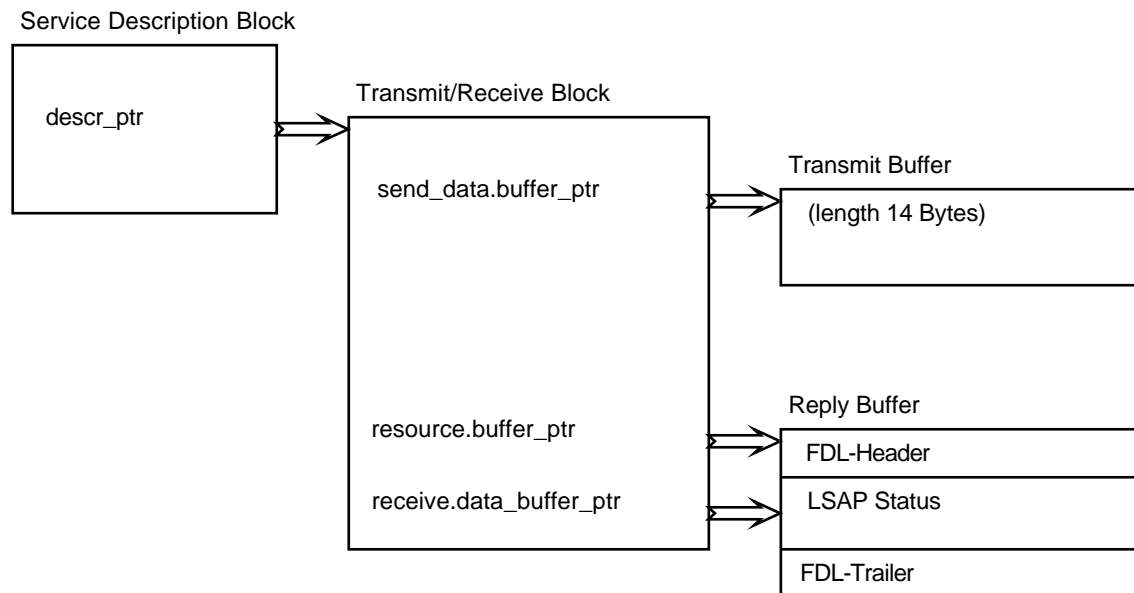 Service Description Block
descr_ptr
Transmit/Receive Block
send_data.buffer_ptr
Transmit Buffer
(length 14 Bytes)
resource.buffer_ptr
receive.data_buffer_ptr
Reply Buffer
FDL-Header
LSAP Status
FDL-Trailer